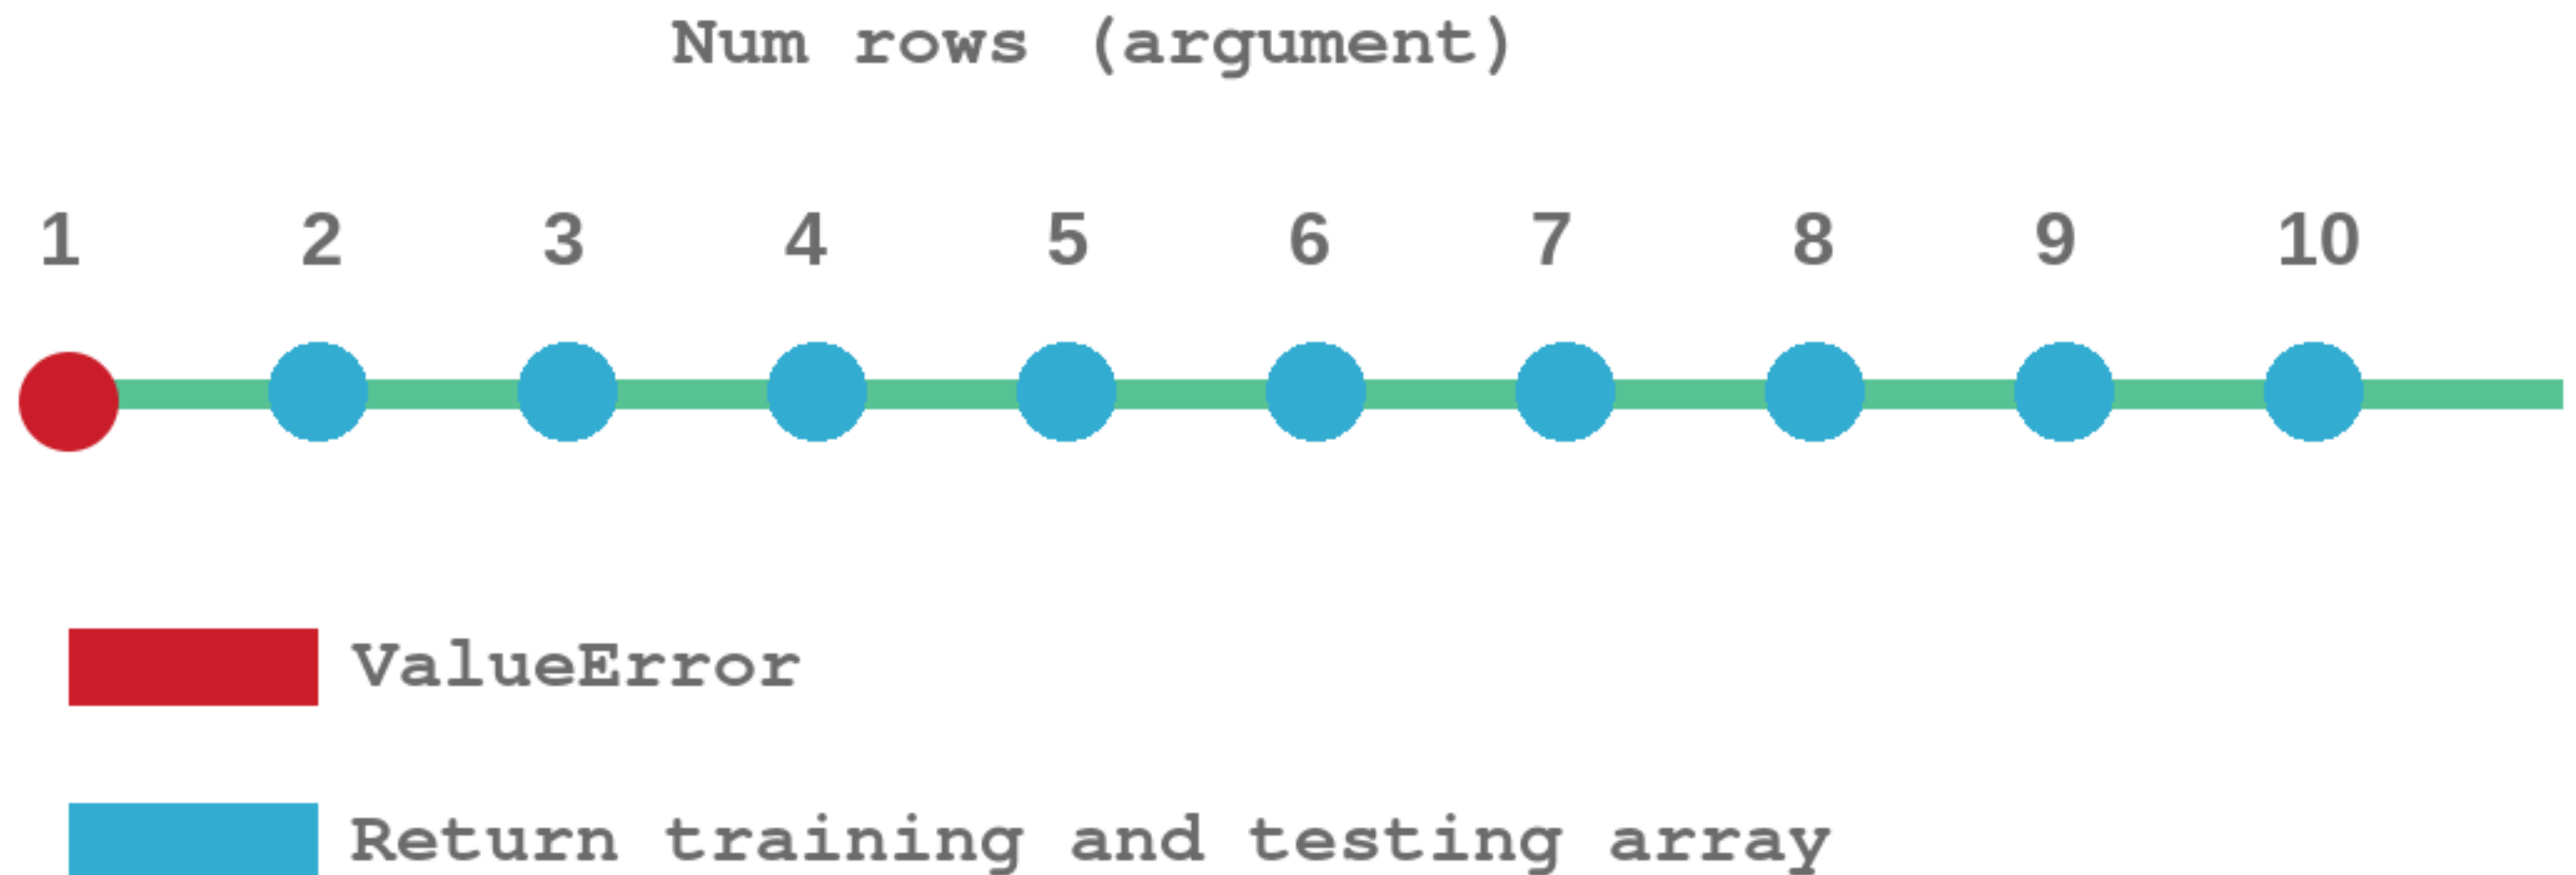 Num rows (argument)
1 2 3 4 5 6 7 8 9 10
ValueError
Return training and testing array